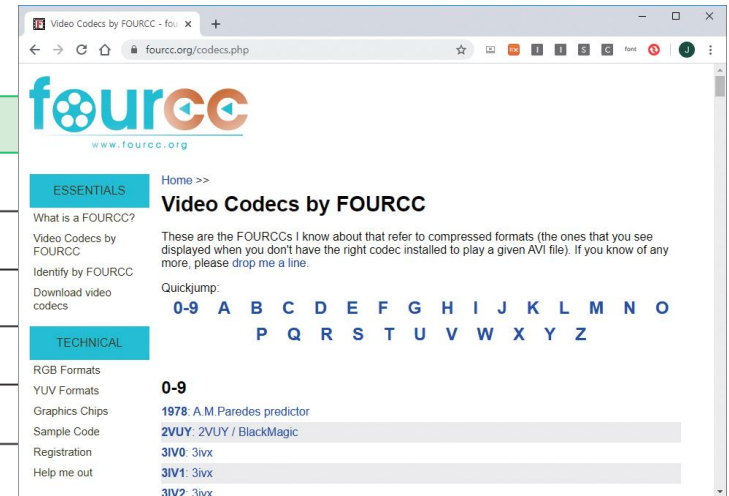 Video Codecs by FOURCC - fou
fourcc.org/codecs.php
font
J
fourcc
www.fourcc.org
ESSENTIALS
What is a FOURCC?
Video Codecs by
FOURCC
Identify by FOURCC
Download video
codecs
TECHNICAL
RGB Formats
YUV Formats
Graphics Chips
Sample Code
Registration
Help me out
Home >>
Video Codecs by FOURCC
These are the FOURCCs I know about that refer to compressed formats (the ones that you see
displayed when you don't have the right codec installed to play a given AVI file). If you know of any
more, please drop me a line.
Quickjump:
0-9 A B C D E F G H I J K L M N O
P Q R S T U V W X Y Z
0-9
1978: A.M.Paredes predictor
2VUY: 2VUY / BlackMagic
3IV0: 3ivx
3IV1: 3ivx
3IV2: 3ivx